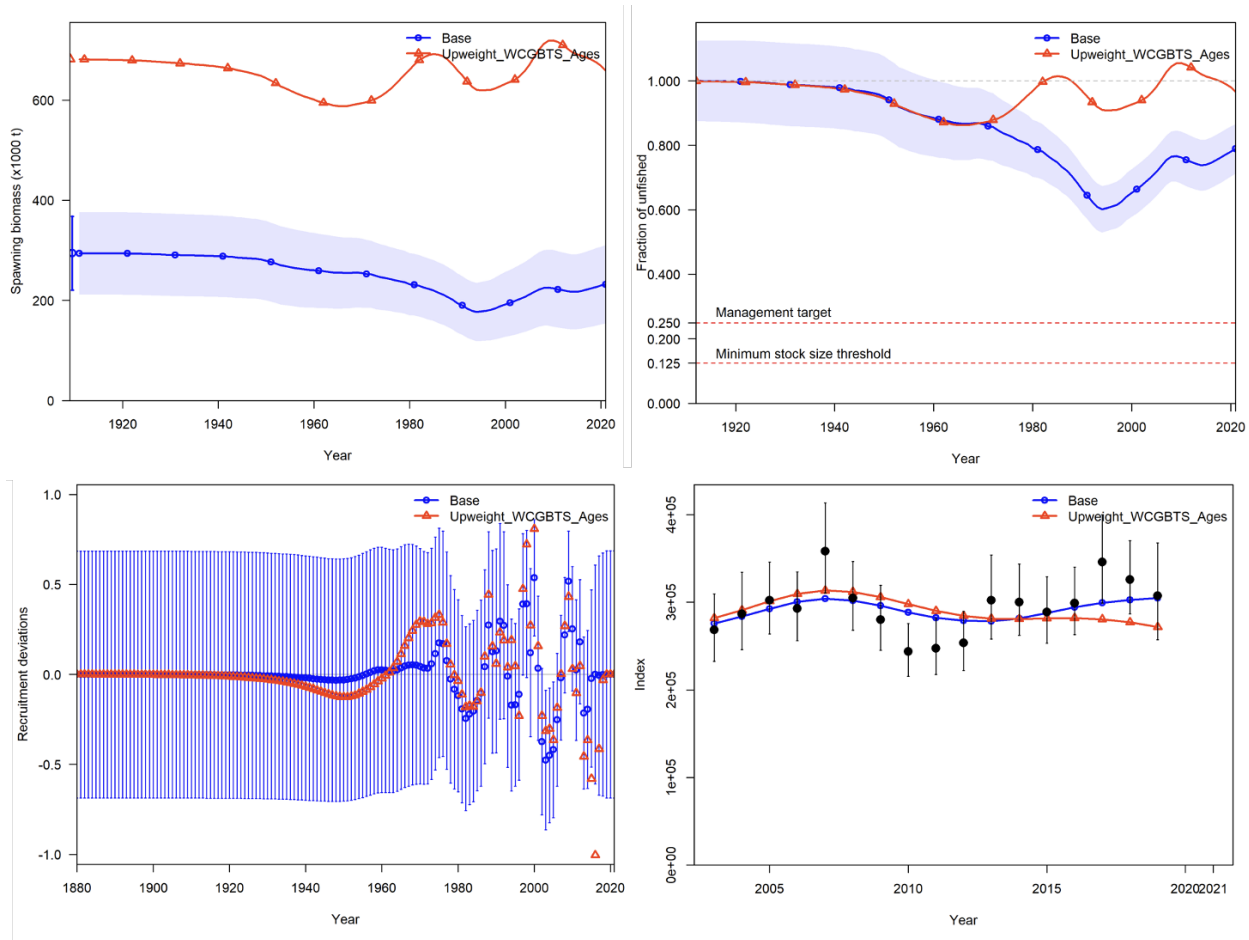 Base
Upweight_WCGBTS_Ages
Spawning biomass (x1000 t)
600
400
200
0
1920
1940
1960
1980
2000
2020
Year
Base
Upweight_WCGBTS_Ages
Fraction of unfished
1.000
0.800
0.600
0.400
Management target
0.250
0.200
Minimum stock size threshold
0.125
0.000
1920
1940
1960
1980
2000
2020
Year
Base
Upweight_WCGBTS_Ages
Recruitment deviations
1.0
0.5
0.0
-0.5
-1.0
1880
1900
1920
1940
1960
1980
2000
2020
Year
Base
Upweight_WCGBTS_Ages
Index
4e+05
3e+05
2e+05
1e+05
0e+00
2005
2010
2015
2020
2021
Year